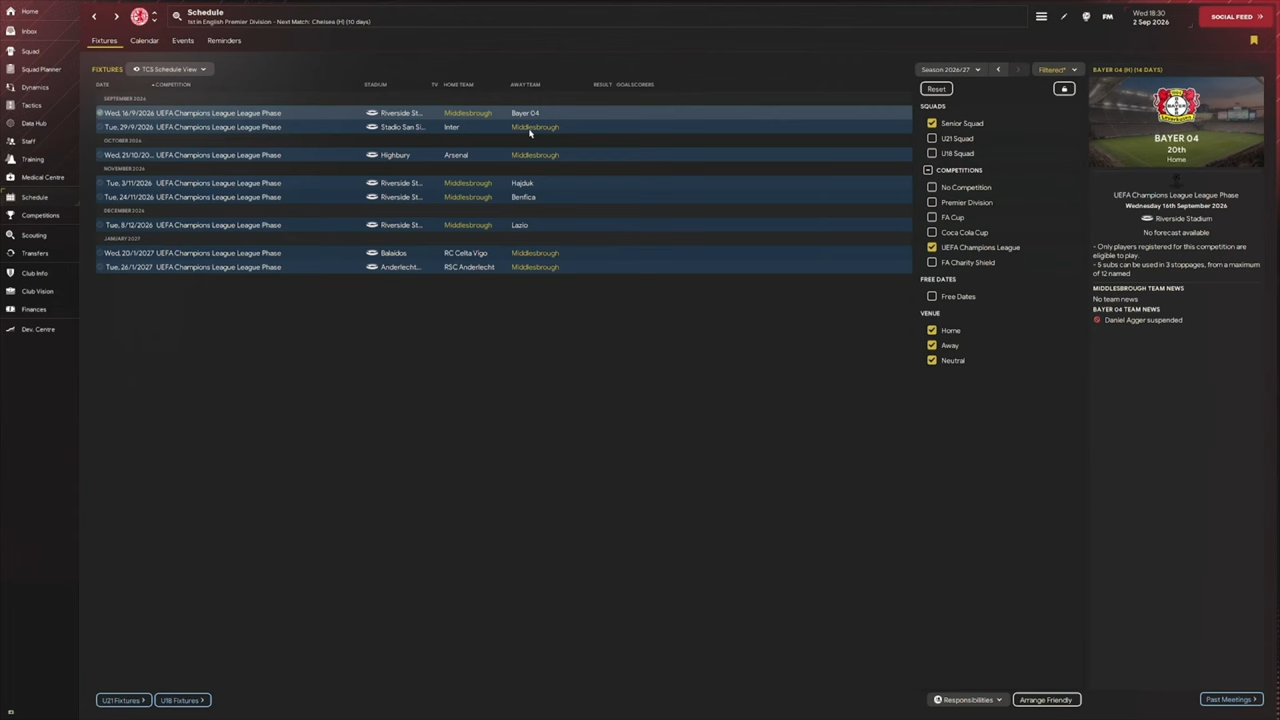 Home
Inbox
Squad
Squad Planner
Dynamics
Tactics
Data Hub
Staff
Training
Medical Centre
Schedule
Competitions
Scouting
Transfers
Club Info
Club Vision
Finances
Dev. Centre
Schedule
1st in English Premier Division - Next Match: Chelsea (H) (10 days)
FM
Wed 18:30
2 Sep 2026
SOCIAL FEED
Fixtures Calendar Events Reminders
FIXTURES TCS Schedule View
DATE COMPETITION STADIUM TV HOME TEAM AWAY TEAM RESULT GOALSCORERS
SEPTEMBER 2026
Wed, 16/9/2026 UEFA Champions League League Phase Riverside St... Middlesbrough Bayer 04
Tue, 29/9/2026 UEFA Champions League League Phase Stadio San Si... Inter Middlesbrough
OCTOBER 2026
Wed, 21/10/20... UEFA Champions League League Phase Highbury Arsenal Middlesbrough
NOVEMBER 2026
Tue, 3/11/2026 UEFA Champions League League Phase Riverside St... Middlesbrough Hajduk
Tue, 24/11/2026 UEFA Champions League League Phase Riverside St... Middlesbrough Benfica
DECEMBER 2026
Tue, 8/12/2026 UEFA Champions League League Phase Riverside St... Middlesbrough Lazio
JANUARY 2027
Wed, 20/1/2027 UEFA Champions League League Phase Balaidos RC Celta Vigo Middlesbrough
Tue, 26/1/2027 UEFA Champions League League Phase Anderlecht... RSC Anderlecht Middlesbrough
Season 2026/27 Filtered*
Reset
SQUADS
Senior Squad
U21 Squad
U18 Squad
COMPETITIONS
No Competition
Premier Division
FA Cup
Coca Cola Cup
UEFA Champions League
FA Charity Shield
FREE DATES
Free Dates
VENUE
Home
Away
Neutral
BAYER 04 (H) (14 DAYS)
BAYER 04
20th
Home
UEFA Champions League League Phase
Wednesday 16th September 2026
Riverside Stadium
No forecast available
- Only players registered for this competition are
eligible to play.
- 5 subs can be used in 3 stoppages, from a maximum
of 12 named
MIDDLESBROUGH TEAM NEWS
No team news
BAYER 04 TEAM NEWS
Daniel Agger suspended
U21 Fixtures U18 Fixtures Responsibilities Arrange Friendly Past Meetings